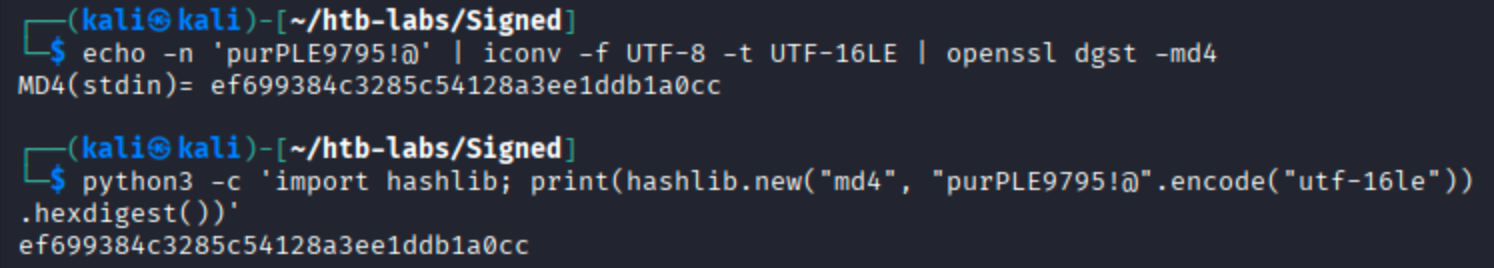 ┌──(kali㉿kali)-[~/htb-labs/Signed]
└─$ echo -n 'purPLE9795!@' | iconv -f UTF-8 -t UTF-16LE | openssl dgst -md4
MD4(stdin)= ef699384c3285c54128a3ee1ddb1a0cc
┌──(kali㉿kali)-[~/htb-labs/Signed]
└─$ python3 -c 'import hashlib; print(hashlib.new("md4", "purPLE9795!@".encode("utf-16le"))
.hexdigest())'
ef699384c3285c54128a3ee1ddb1a0cc